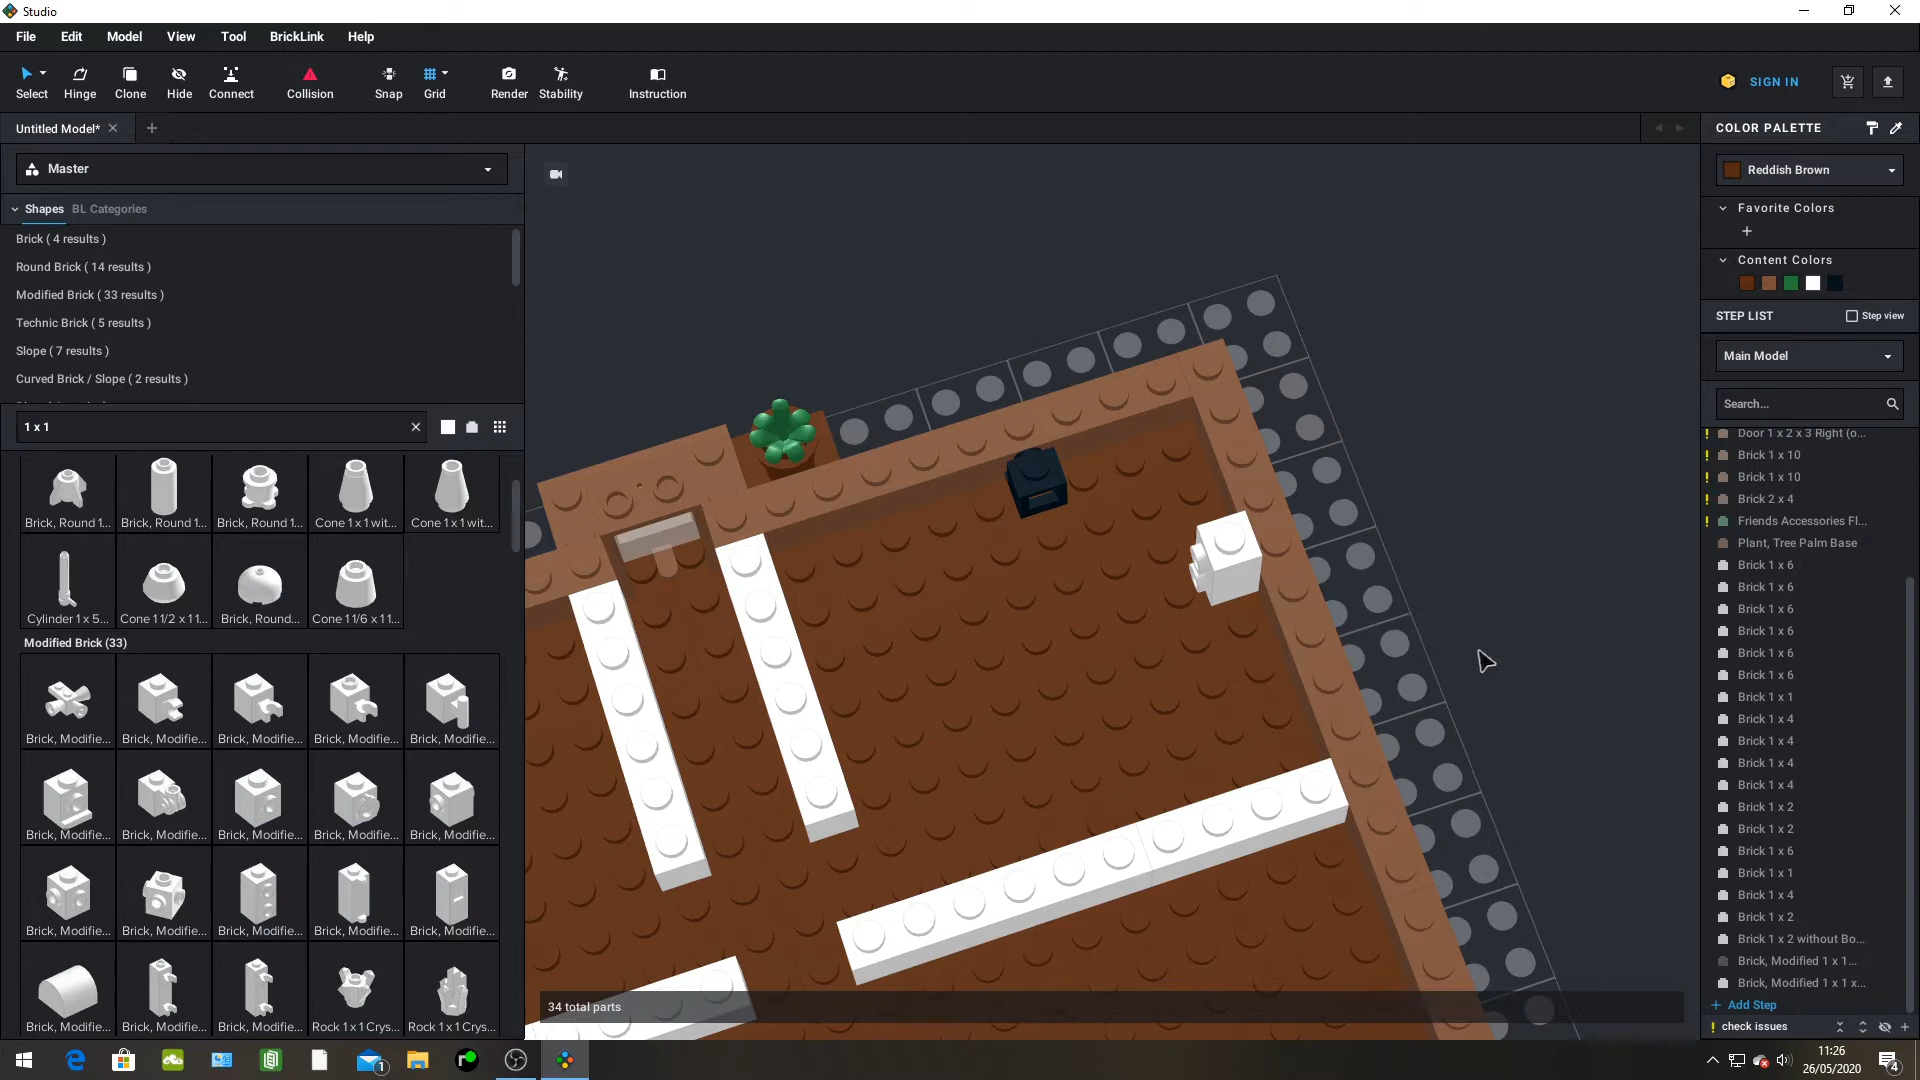 Studio
File Edit Model View Tool BrickLink Help
Select Hinge Clone Hide Connect Collision Snap Grid Render Stability Instruction SIGN IN
Untitled Model*
Master
Shapes BL Categories
Brick ( 4 results )
Round Brick ( 14 results )
Modified Brick ( 33 results )
Technic Brick ( 5 results )
Slope ( 7 results )
Curved Brick / Slope ( 2 results )
1 x 1
Brick, Round 1... Brick, Round 1... Brick, Round 1... Cone 1 x 1 wit... Cone 1 x 1 wit...
Cylinder 1 x 5... Cone 1 1/2 x 1 1... Brick, Round... Cone 1 1/6 x 1 1...
Modified Brick (33)
Brick, Modifie... Brick, Modifie... Brick, Modifie... Brick, Modifie... Brick, Modifie...
Brick, Modifie... Brick, Modifie... Brick, Modifie... Brick, Modifie... Brick, Modifie...
Brick, Modifie... Brick, Modifie... Brick, Modifie... Brick, Modifie... Brick, Modifie...
Brick, Modifie... Brick, Modifie... Brick, Modifie... Rock 1 x 1 Crys... Rock 1 x 1 Crys...
34 total parts
COLOR PALETTE
Reddish Brown
Favorite Colors
+
Content Colors
STEP LIST Step view
Main Model
Search...
Door 1 x 2 x 3 Right (o...
Brick 1 x 10
Brick 1 x 10
Brick 2 x 4
Friends Accessories Fl...
Plant, Tree Palm Base
Brick 1 x 6
Brick 1 x 6
Brick 1 x 6
Brick 1 x 6
Brick 1 x 6
Brick 1 x 6
Brick 1 x 1
Brick 1 x 4
Brick 1 x 4
Brick 1 x 4
Brick 1 x 4
Brick 1 x 2
Brick 1 x 2
Brick 1 x 6
Brick 1 x 1
Brick 1 x 4
Brick 1 x 2
Brick 1 x 2 without Bo...
Brick, Modified 1 x 1...
Brick, Modified 1 x 1 x...
+ Add Step
! check issues
1
11:26
26/05/2020
4